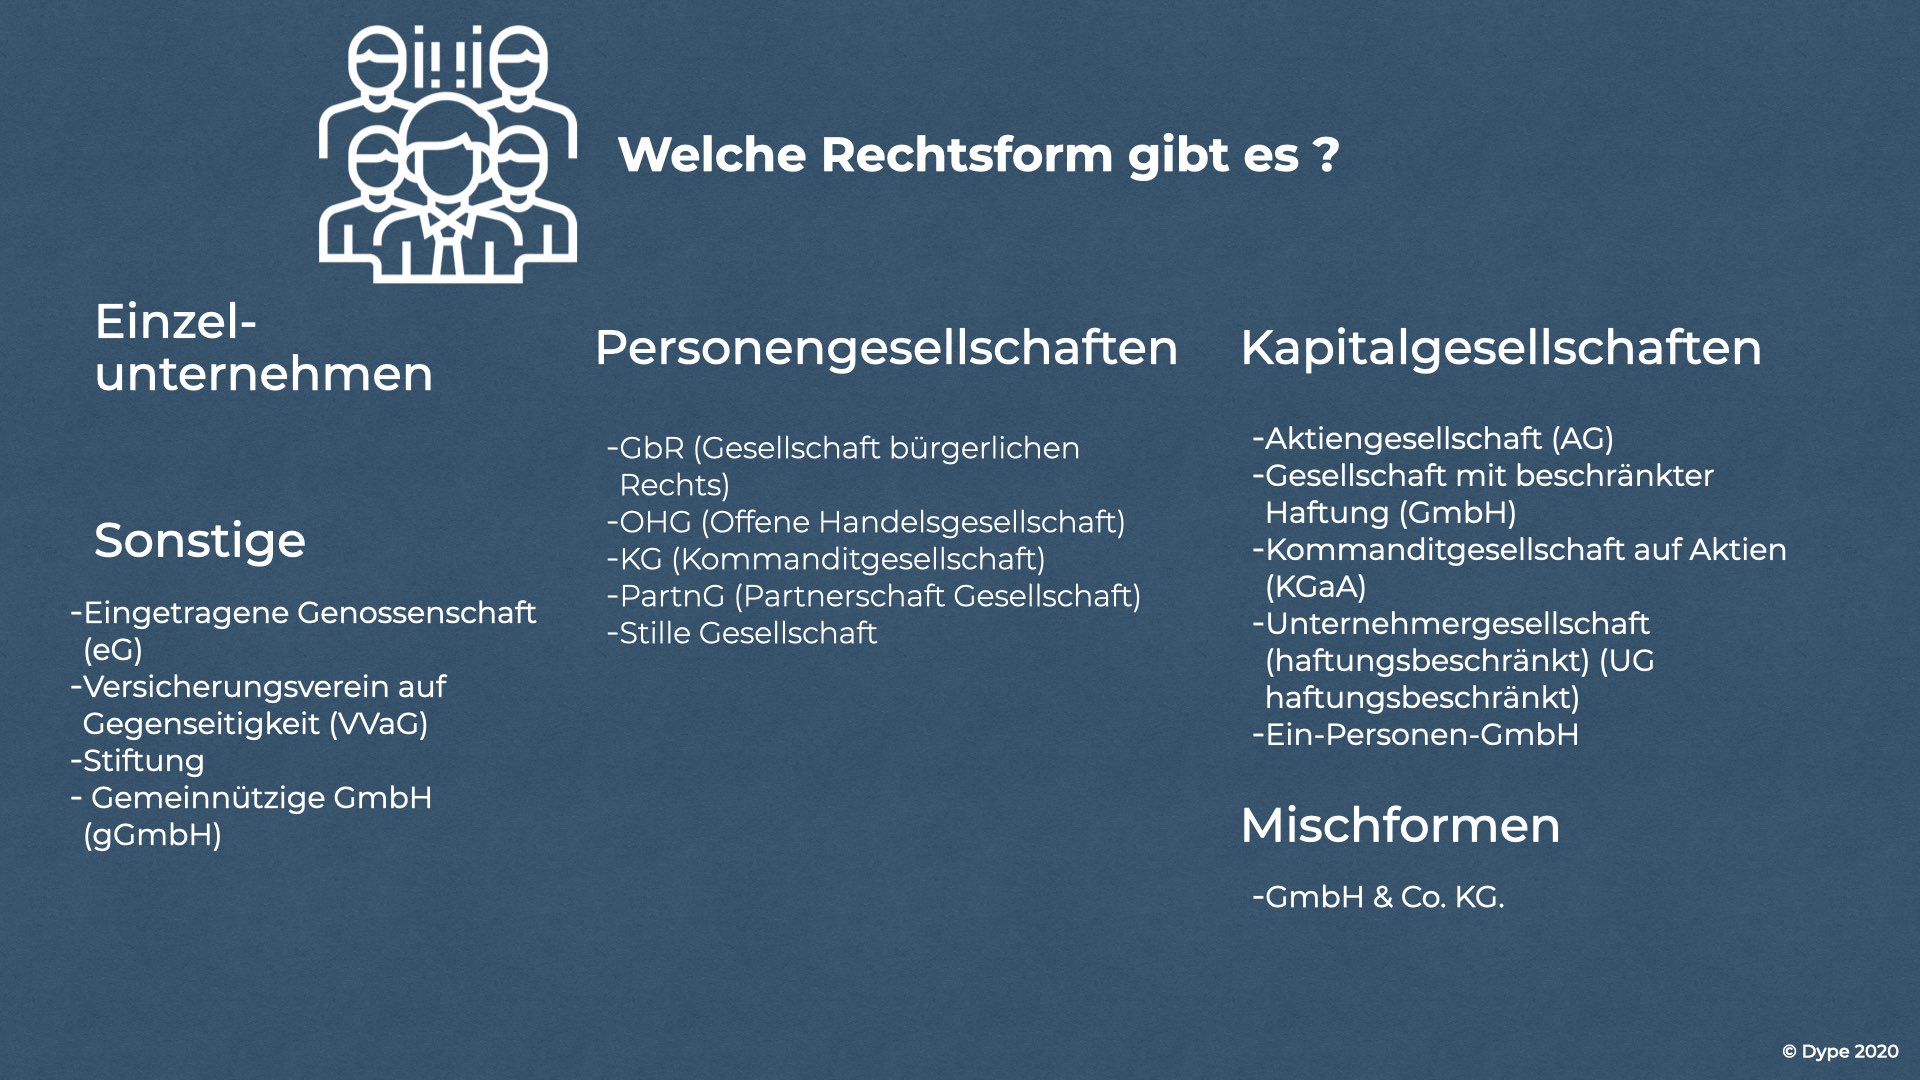 Welche Rechtsform gibt es ?
Einzel-
unternehmen
Sonstige
-Eingetragene Genossenschaft
(eG)
-Versicherungsverein auf
Gegenseitigkeit (VVaG)
-Stiftung
- Gemeinnützige GmbH
(gGmbH)
Personengesellschaften
-GbR (Gesellschaft bürgerlichen
Rechts)
-OHG (Offene Handelsgesellschaft)
-KG (Kommanditgesellschaft)
-PartnG (Partnerschaft Gesellschaft)
-Stille Gesellschaft
Kapitalgesellschaften
-Aktiengesellschaft (AG)
-Gesellschaft mit beschränkter
Haftung (GmbH)
-Kommanditgesellschaft auf Aktien
(KGaA)
-Unternehmergesellschaft
(haftungsbeschränkt) (UG
haftungsbeschränkt)
-Ein-Personen-GmbH
Mischformen
-GmbH & Co. KG.
© Dype 2020